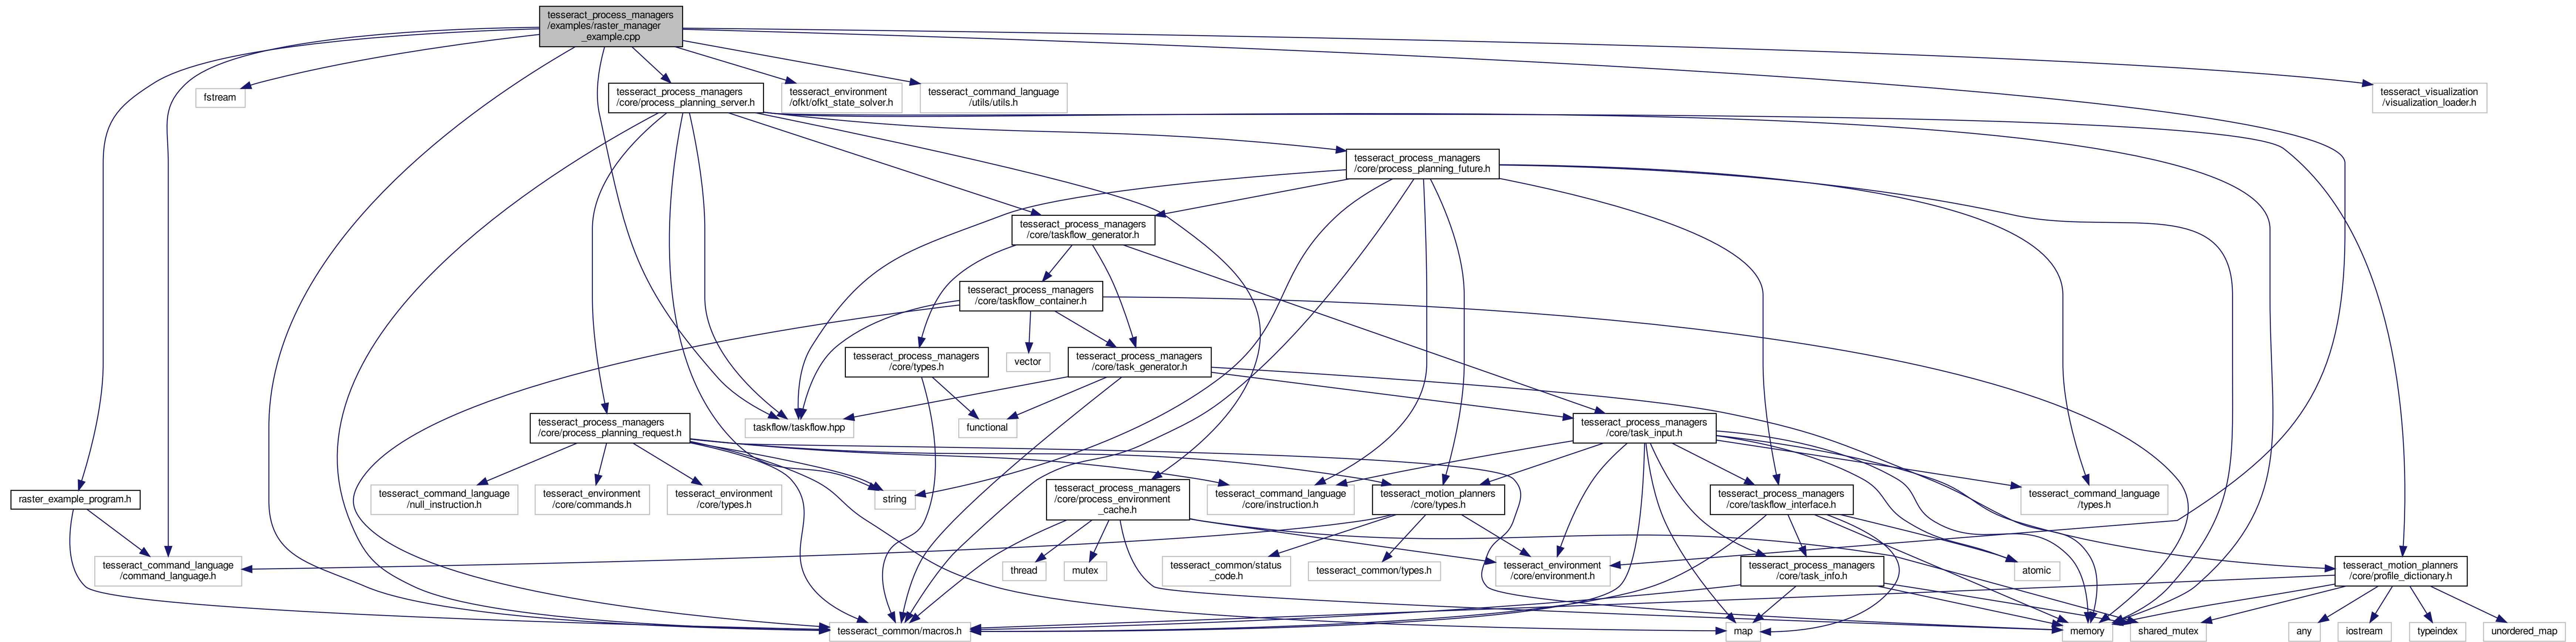 tesseract_process_managers
/examples/raster_manager
_example.cpp
fstream
tesseract_process_managers
/core/process_planning_server.h
tesseract_environment
/ofkt/ofkt_state_solver.h
tesseract_command_language
/utils/utils.h
tesseract_visualization
/visualization_loader.h
tesseract_process_managers
/core/process_planning_future.h
tesseract_process_managers
/core/taskflow_generator.h
tesseract_process_managers
/core/taskflow_container.h
tesseract_process_managers
/core/types.h
vector
tesseract_process_managers
/core/task_generator.h
tesseract_process_managers
/core/process_planning_request.h
taskflow/taskflow.hpp
functional
tesseract_process_managers
/core/task_input.h
raster_example_program.h
tesseract_command_language
/null_instruction.h
tesseract_environment
/core/commands.h
tesseract_environment
/core/types.h
string
tesseract_process_managers
/core/process_environment
_cache.h
tesseract_command_language
/core/instruction.h
tesseract_motion_planners
/core/types.h
tesseract_process_managers
/core/taskflow_interface.h
tesseract_command_language
/types.h
tesseract_command_language
/command_language.h
thread
mutex
tesseract_common/status
_code.h
tesseract_common/types.h
tesseract_environment
/core/environment.h
tesseract_process_managers
/core/task_info.h
atomic
tesseract_motion_planners
/core/profile_dictionary.h
tesseract_common/macros.h
map
memory
shared_mutex
any
iostream
typeindex
unordered_map